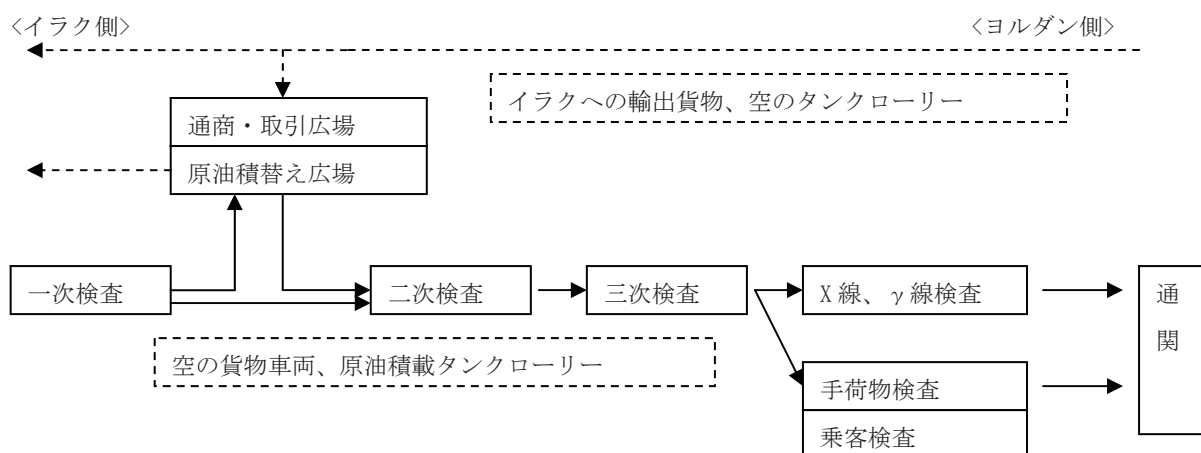 <イラク側>
<ヨルダン側>
イラクへの輸出貨物、空のタンクローリー
通商・取引広場
原油積替え広場
一次検査
二次検査
三次検査
X 線、γ線検査
通
関
空の貨物車両、原油積載タンクローリー
手荷物検査
乗客検査